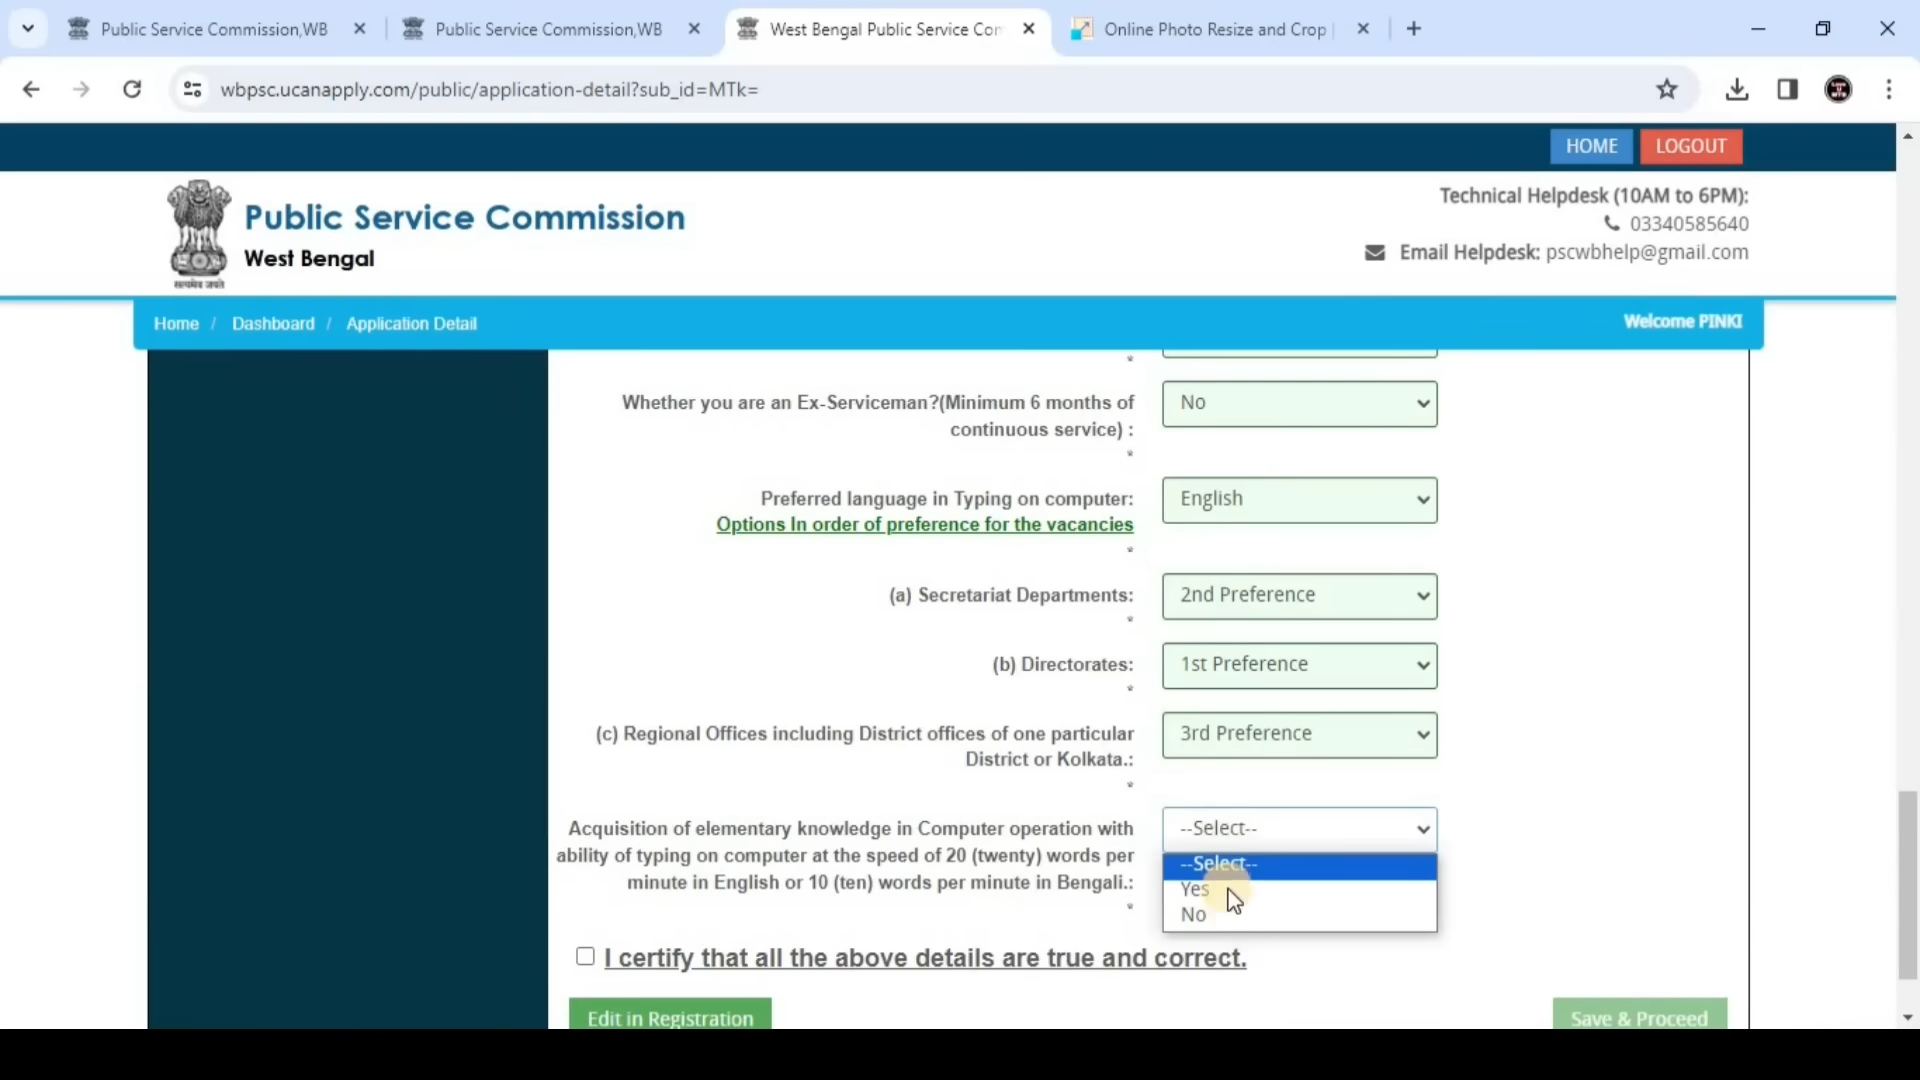 Public Service Commission,WB
Public Service Commission,WB
West Bengal Public Service Con
Online Photo Resize and Crop
wbpsc.ucanapply.com/public/application-detail?sub_id=MTk=
HOME
LOGOUT
सत्यमेव जयते
Public Service Commission
West Bengal
Technical Helpdesk (10AM to 6PM):
03340585640
Email Helpdesk: pscwbhelp@gmail.com
Home / Dashboard / Application Detail
Welcome PINKI
*
Whether you are an Ex-Serviceman?(Minimum 6 months of
continuous service) :
*
No
Preferred language in Typing on computer:
Options In order of preference for the vacancies
*
English
(a) Secretariat Departments:
*
2nd Preference
(b) Directorates:
*
1st Preference
(c) Regional Offices including District offices of one particular
District or Kolkata.:
*
3rd Preference
Acquisition of elementary knowledge in Computer operation with
ability of typing on computer at the speed of 20 (twenty) words per
minute in English or 10 (ten) words per minute in Bengali.:
*
--Select--
--Select--
Yes
No
I certify that all the above details are true and correct.
Edit in Registration
Save & Proceed